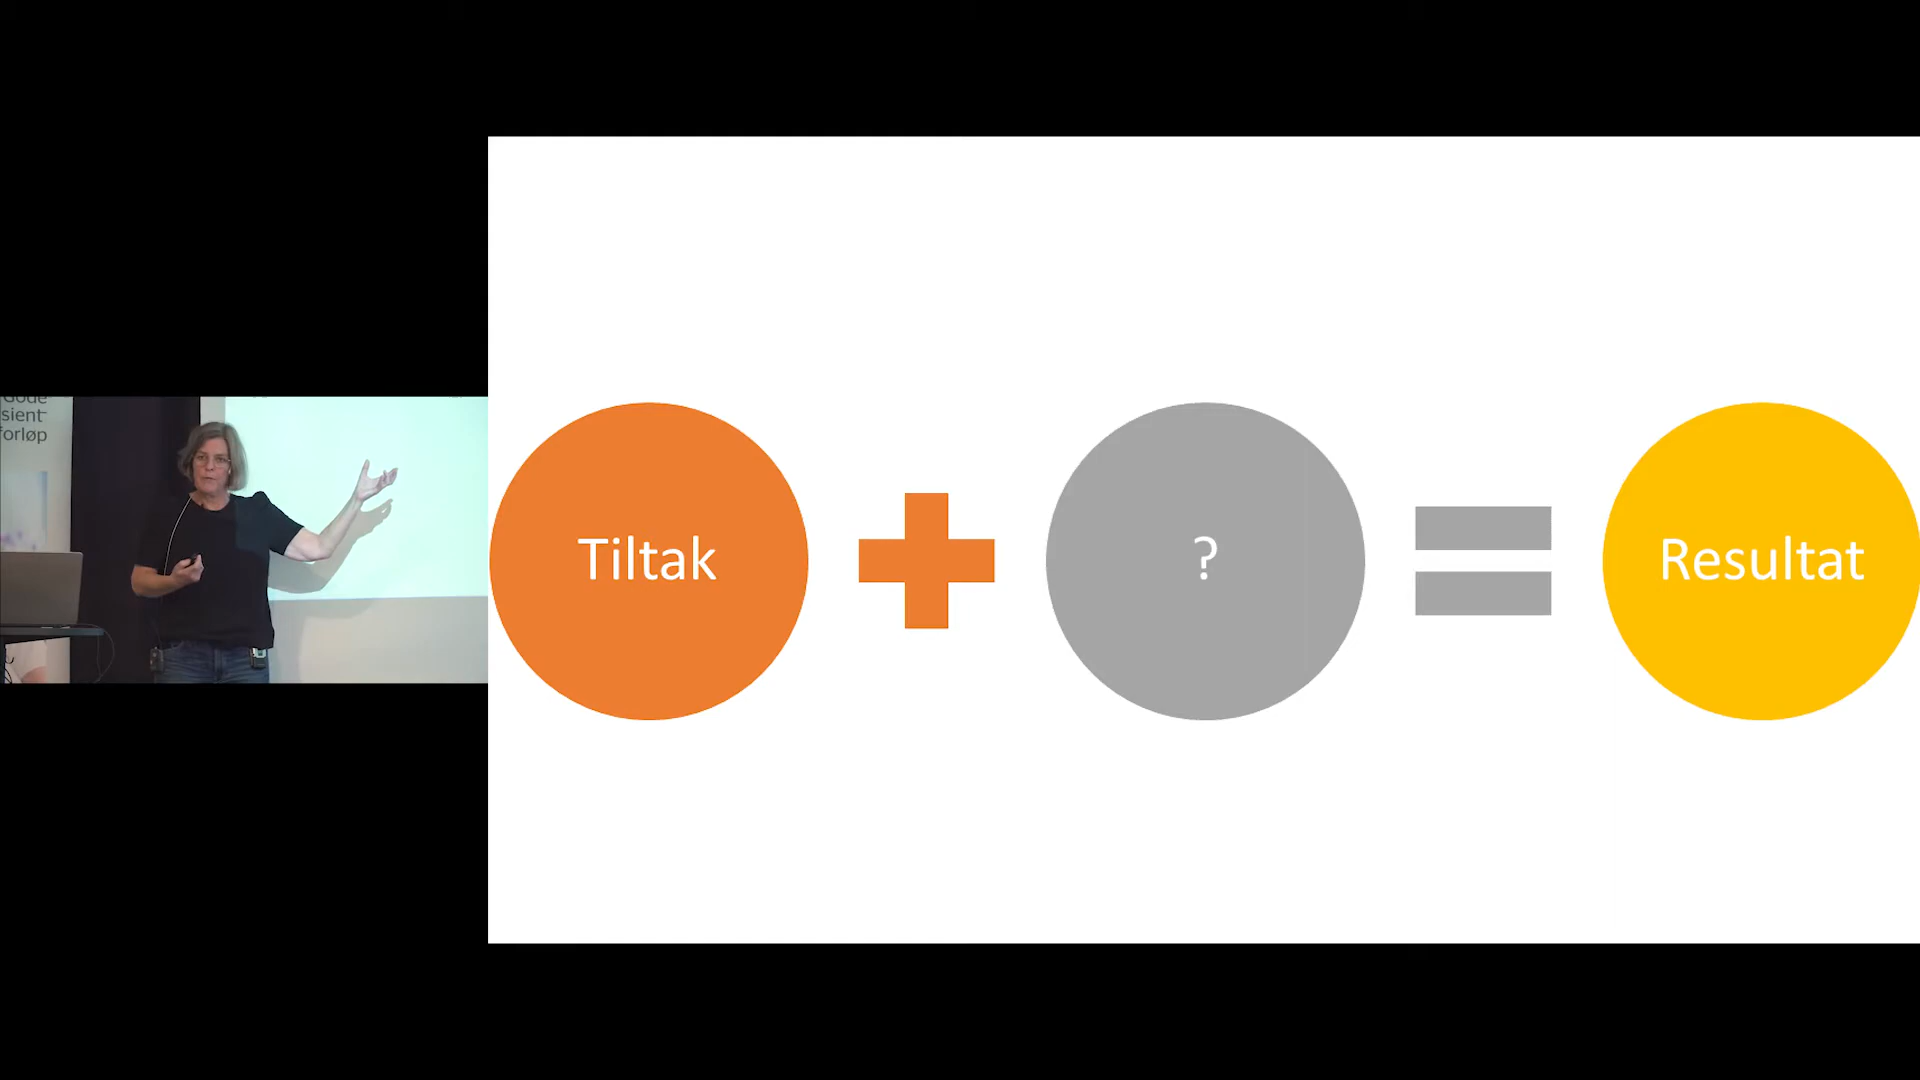 Gode
sient
forløp
Tiltak
?
Resultat